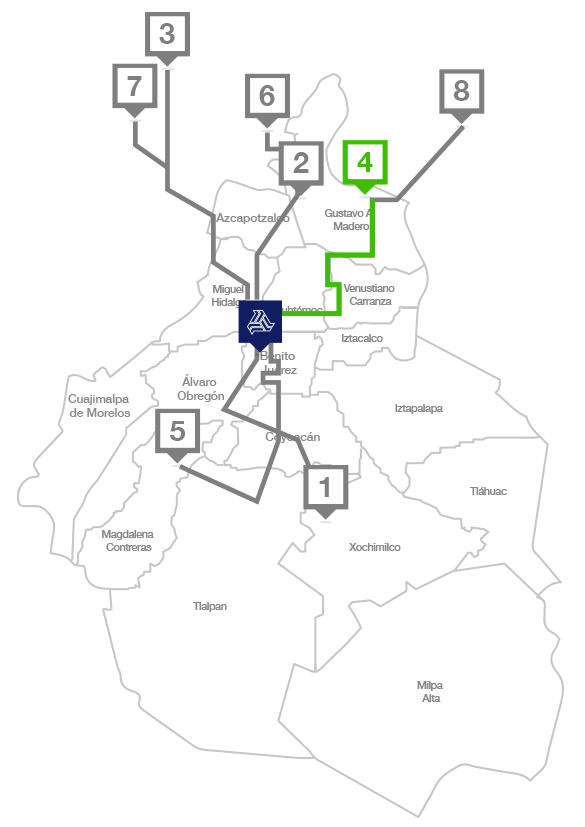 3
7
6
8
2
4
Azcapotzalco
Gustavo A.
Madero
Miguel
Hidalgo
Venustiano
Carranza
uhtémoc
Iztacalco
Benito
Juárez
Álvaro
Obregón
Cuajimalpa
de Morelos
Iztapalapa
5
Coyoacán
1
Tláhuac
Magdalena
Contreras
Xochimilco
Tlalpan
Milpa
Alta